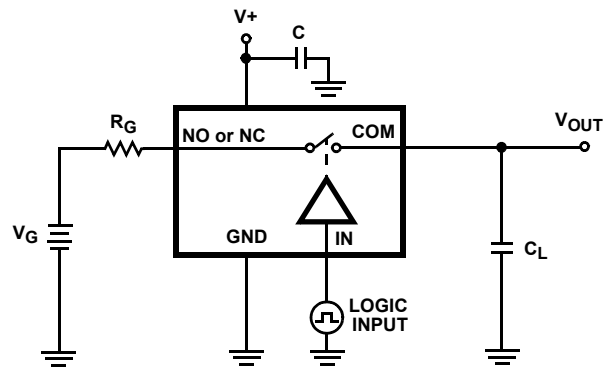 V+
C
RG
NO or NC
COM
VOUT
VG
GND
IN
CL
LOGIC
INPUT